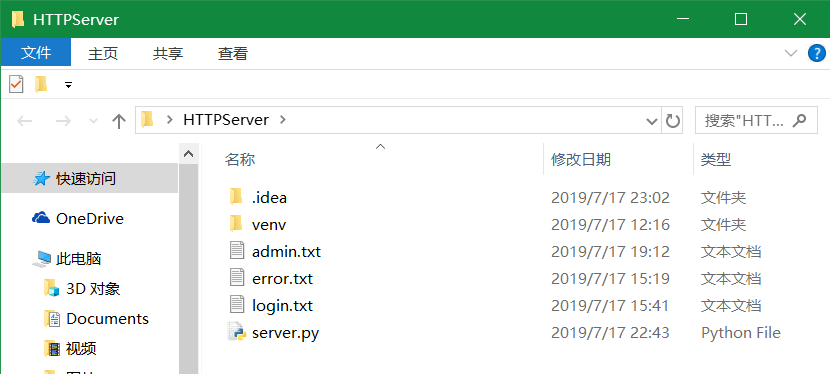 HTTPServer
文件 主页 共享 查看
HTTPServer 搜索"HTT...
名称 修改日期 类型
快速访问
.idea 2019/7/17 23:02 文件夹
OneDrive
venv 2019/7/17 12:16 文件夹
此电脑
admin.txt 2019/7/17 19:12 文本文档
3D 对象
error.txt 2019/7/17 15:19 文本文档
Documents
login.txt 2019/7/17 15:41 文本文档
视频
server.py 2019/7/17 22:43 Python File